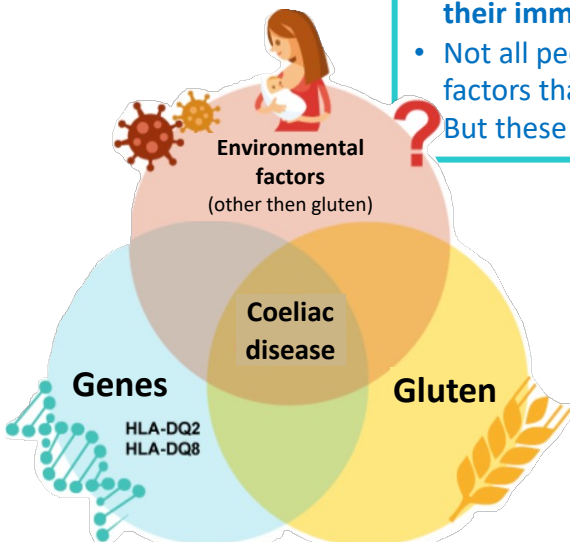 their imm
• Not all peo
factors tha
But these
?
Environmental
factors
(other then gluten)
Coeliac
disease
Genes
Gluten
HLA-DQ2
HLA-DQ8